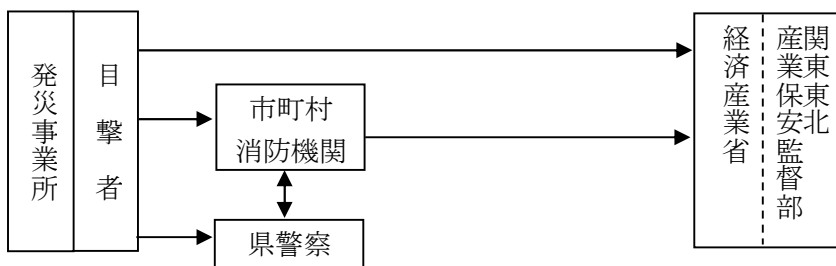 発災事業所
目撃者
市町村
消防機関
県警察
経済産業省
関東東北
産業保安監督部